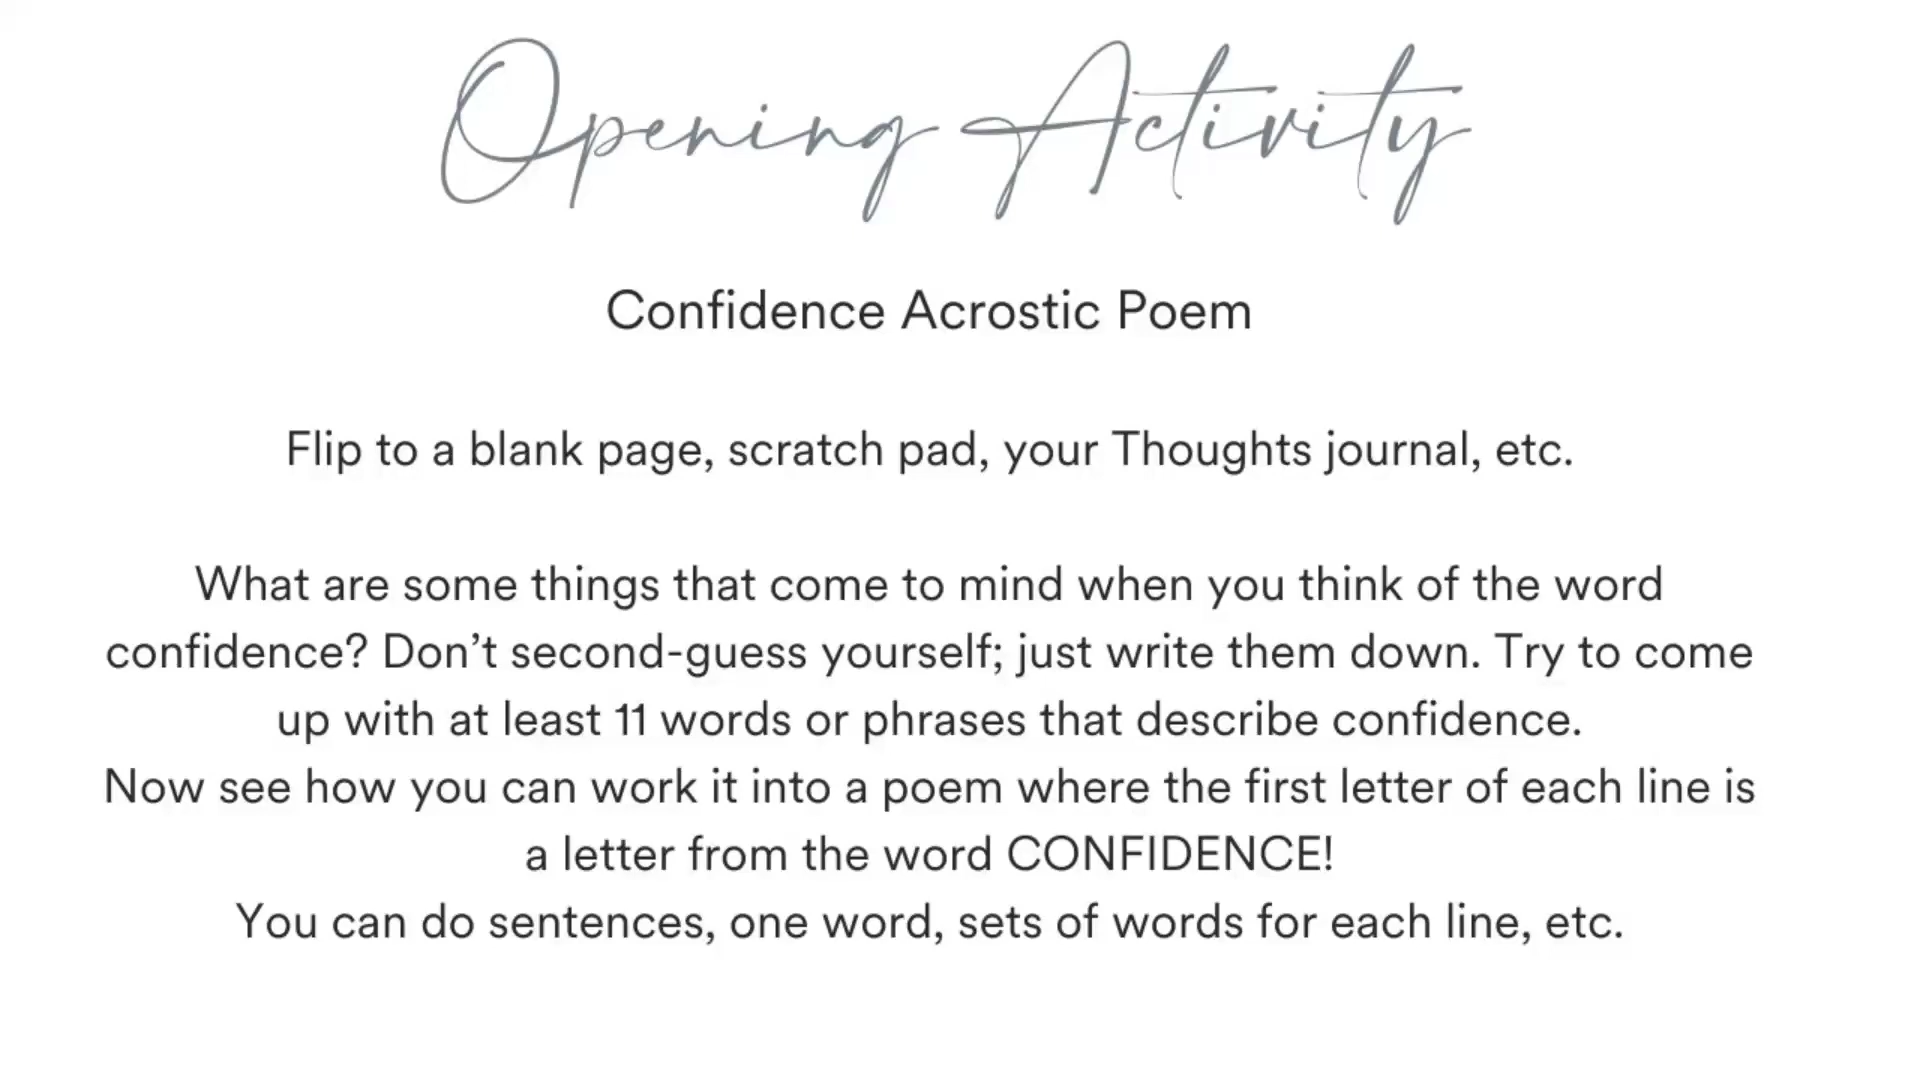 Opening Activity
Confidence Acrostic Poem
Flip to a blank page, scratch pad, your Thoughts journal, etc.
What are some things that come to mind when you think of the word
confidence? Don’t second-guess yourself; just write them down. Try to come
up with at least 11 words or phrases that describe confidence.
Now see how you can work it into a poem where the first letter of each line is
a letter from the word CONFIDENCE!
You can do sentences, one word, sets of words for each line, etc.